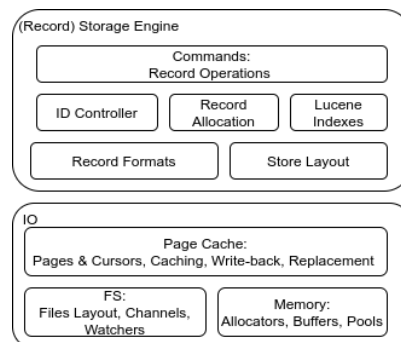 (Record) Storage Engine
Commands:
Record Operations
ID Controller
Record
Allocation
Lucene
Indexes
Record Formats
Store Layout
IO
Page Cache:
Pages & Cursors, Caching, Write-back, Replacement
FS:
Files Layout, Channels,
Watchers
Memory:
Allocators, Buffers, Pools